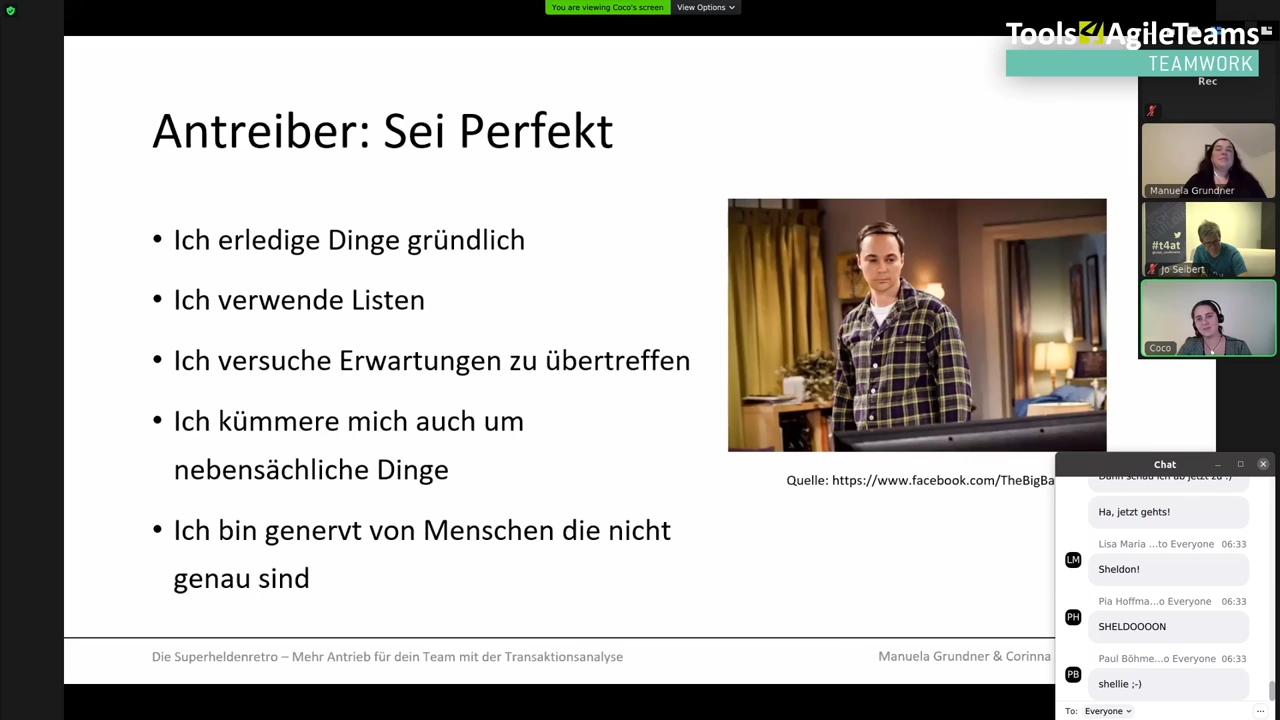 You are viewing Coco's screen
View Options
Tools4AgileTeams
TEAMWORK
Rec
Antreiber: Sei Perfekt
• Ich erledige Dinge gründlich
• Ich verwende Listen
• Ich versuche Erwartungen zu übertreffen
• Ich kümmere mich auch um
nebensächliche Dinge
• Ich bin genervt von Menschen die nicht
genau sind
Quelle: https://www.facebook.com/TheBigBa
Die Superheldenretro – Mehr Antrieb für dein Team mit der Transaktionsanalyse
Manuela Grundner & Corinna
Manuela Grundner
#t4at
Jo Seibert
Coco
Chat
Dann schau ich ab jetzt zu :)
Ha, jetzt gehts!
Lisa Maria ...to Everyone 06:33
LM
Sheldon!
Pia Hoffma...o Everyone 06:33
PH
SHELDOOOON
Paul Böhme...o Everyone 06:33
PB
shellie ;-)
To: Everyone